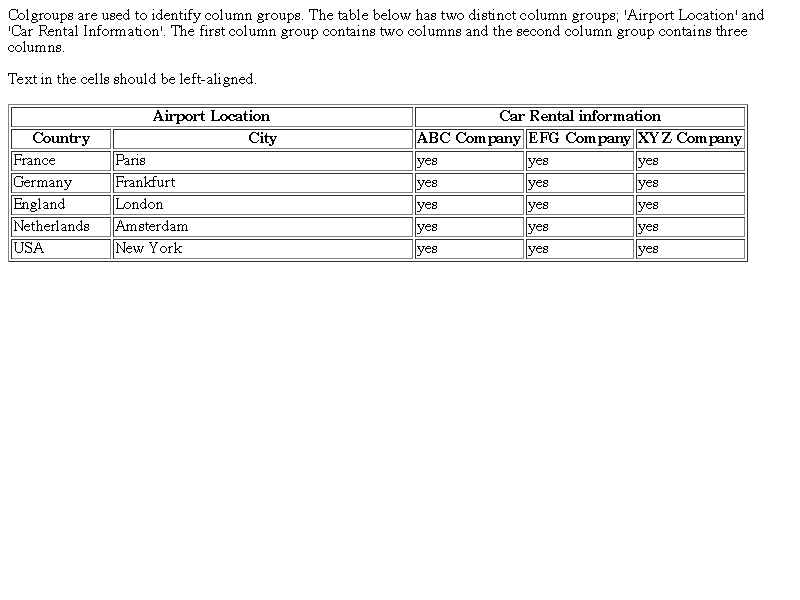 Colgroups are used to identify column groups. The table below has two distinct column groups; 'Airport Location' and
'Car Rental Information'. The first column group contains two columns and the second column group contains three
columns.
Text in the cells should be left-aligned.
Airport Location Car Rental information
Country City ABC Company EFG Company XYZ Company
France Paris yes yes yes
Germany Frankfurt yes yes yes
England London yes yes yes
Netherlands Amsterdam yes yes yes
USA New York yes yes yes